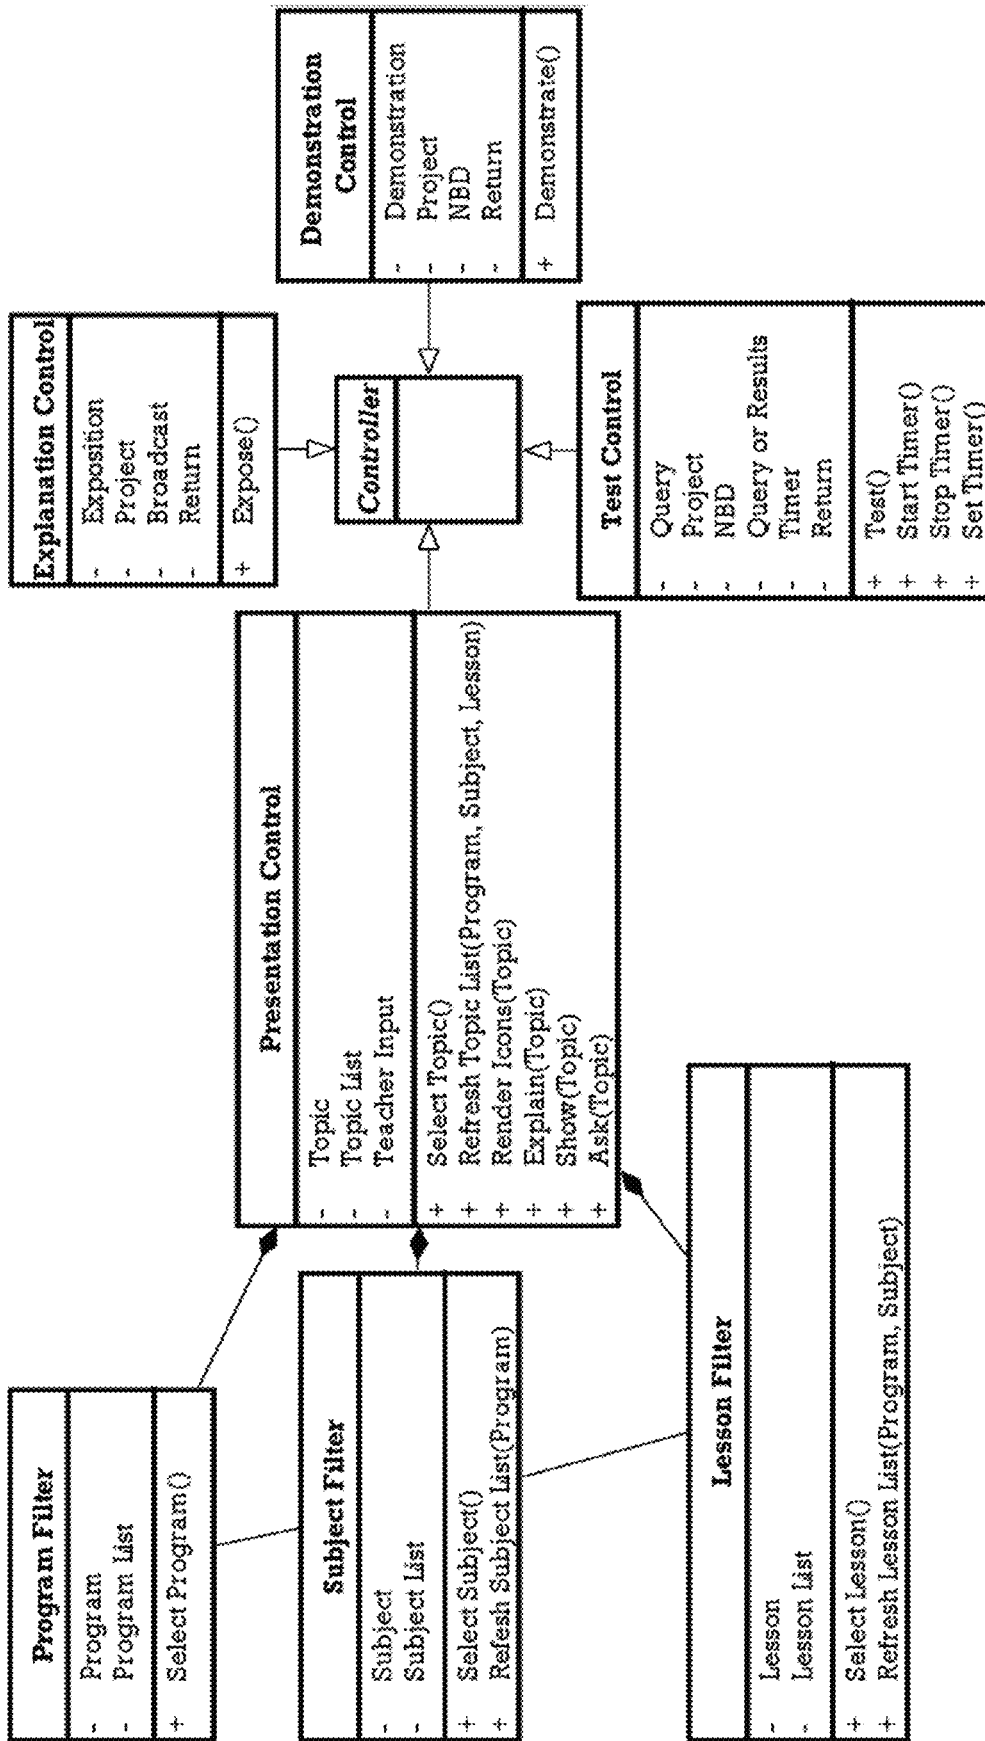 Program Filter
- Program
- Program List
+ Select Program()
Subject Filter
- Subject
- Subject List
+ Select Subject()
+ Refesh Subject List(Program)
Lesson Filter
- Lesson
- Lesson List
+ Select Lesson()
+ Refresh Lesson List(Program, Subject)
Presentation Control
- Topic
- Topic List
- Teacher Input
+ Select Topic()
+ Refresh Topic List(Program, Subject, Lesson)
+ Render Icons(Topic)
+ Explain(Topic)
+ Show(Topic)
+ Ask(Topic)
Explanation Control
- Exposition
- Project
- Broadcast
- Return
+ Expose()
Controller
Test Control
- Query
- Project
- NBD
- Query or Results
- Timer
- Return
+ Test()
+ Start Timer()
+ Stop Timer()
+ Set Timer()
Demonstration
Control
- Demonstration
- Project
- NBD
- Return
+ Demonstrate()